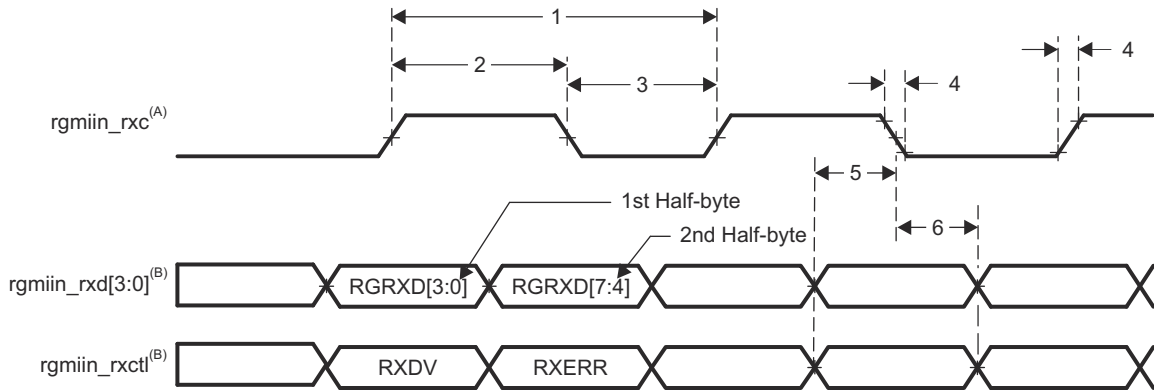 1
2
3
4
4
rgmiin_rxc(A)
5
1st Half-byte
6
2nd Half-byte
rgmiin_rxd[3:0](B)
RGRXD[3:0]
RGRXD[7:4]
rgmiin_rxctl(B)
RXDV
RXERR